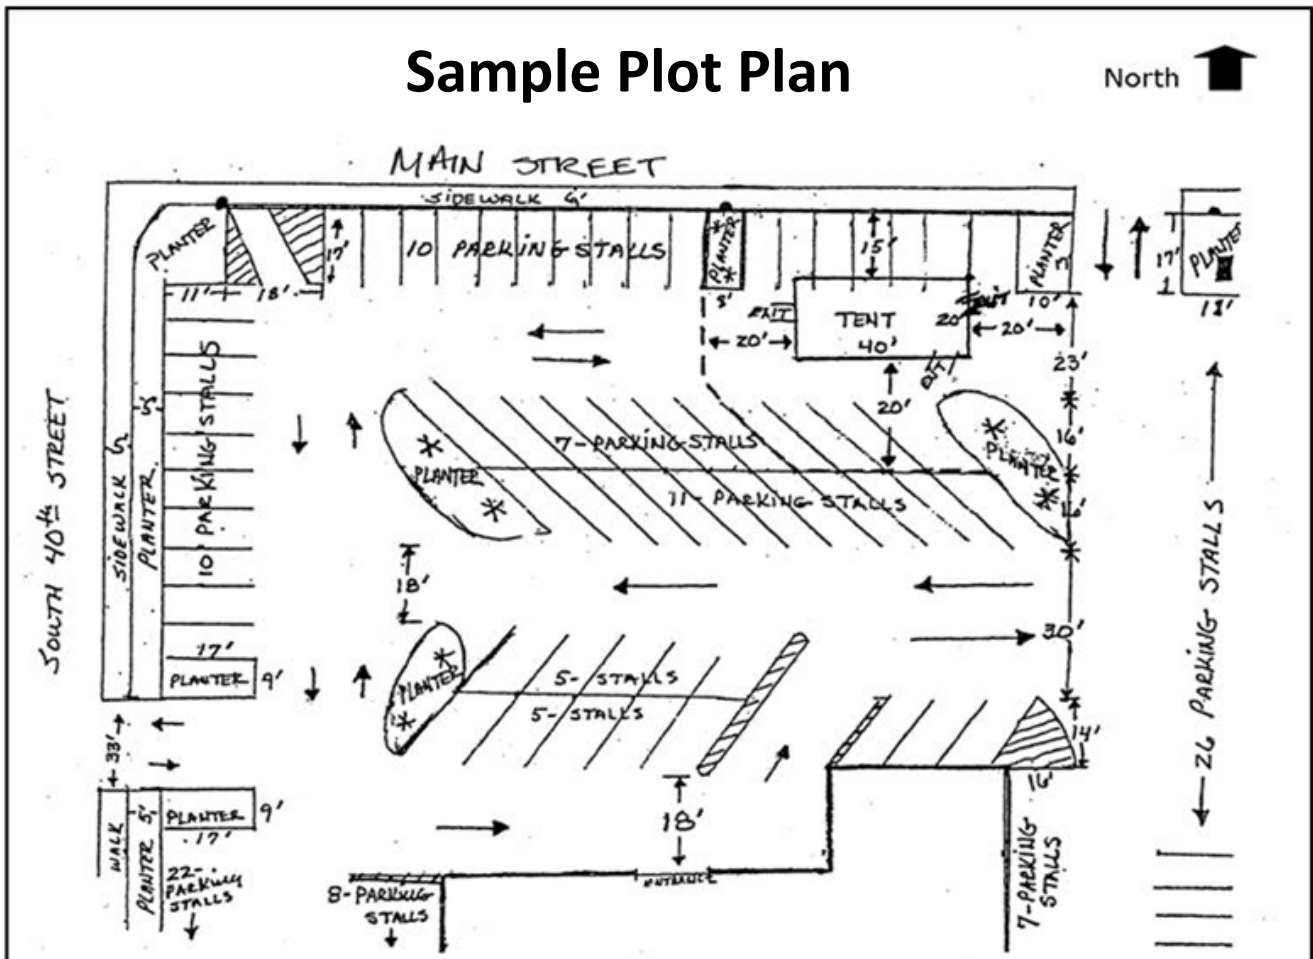 Sample Plot Plan
North
MAIN STREET
SIDEWALK 6'
PLANTER
17'
10 PARKING STALLS
PLANTER
15'
PLANTER
9'
17'
PLANTER
11'
18'
8'
EXIT
TENT
40'
20'
EXIT
10'
18'
20'
20'
23'
EXIT
20'
SOUTH 40th STREET
SIDEWALK
5'
PLANTER
10 PARKING STALLS
PLANTER
7-PARKING STALLS
11-PARKING STALLS
PLANTER
16'
16'
18'
30'
26 PARKING STALLS
17'
PLANTER 9'
PLANTER
5-STALLS
5-STALLS
14'
16'
33'
WALK
PLANTER 5'
PLANTER 9'
17'
22-
PARKING
STALLS
18'
ENTRANCE
8-PARKING
STALLS
7-PARKING
STALLS